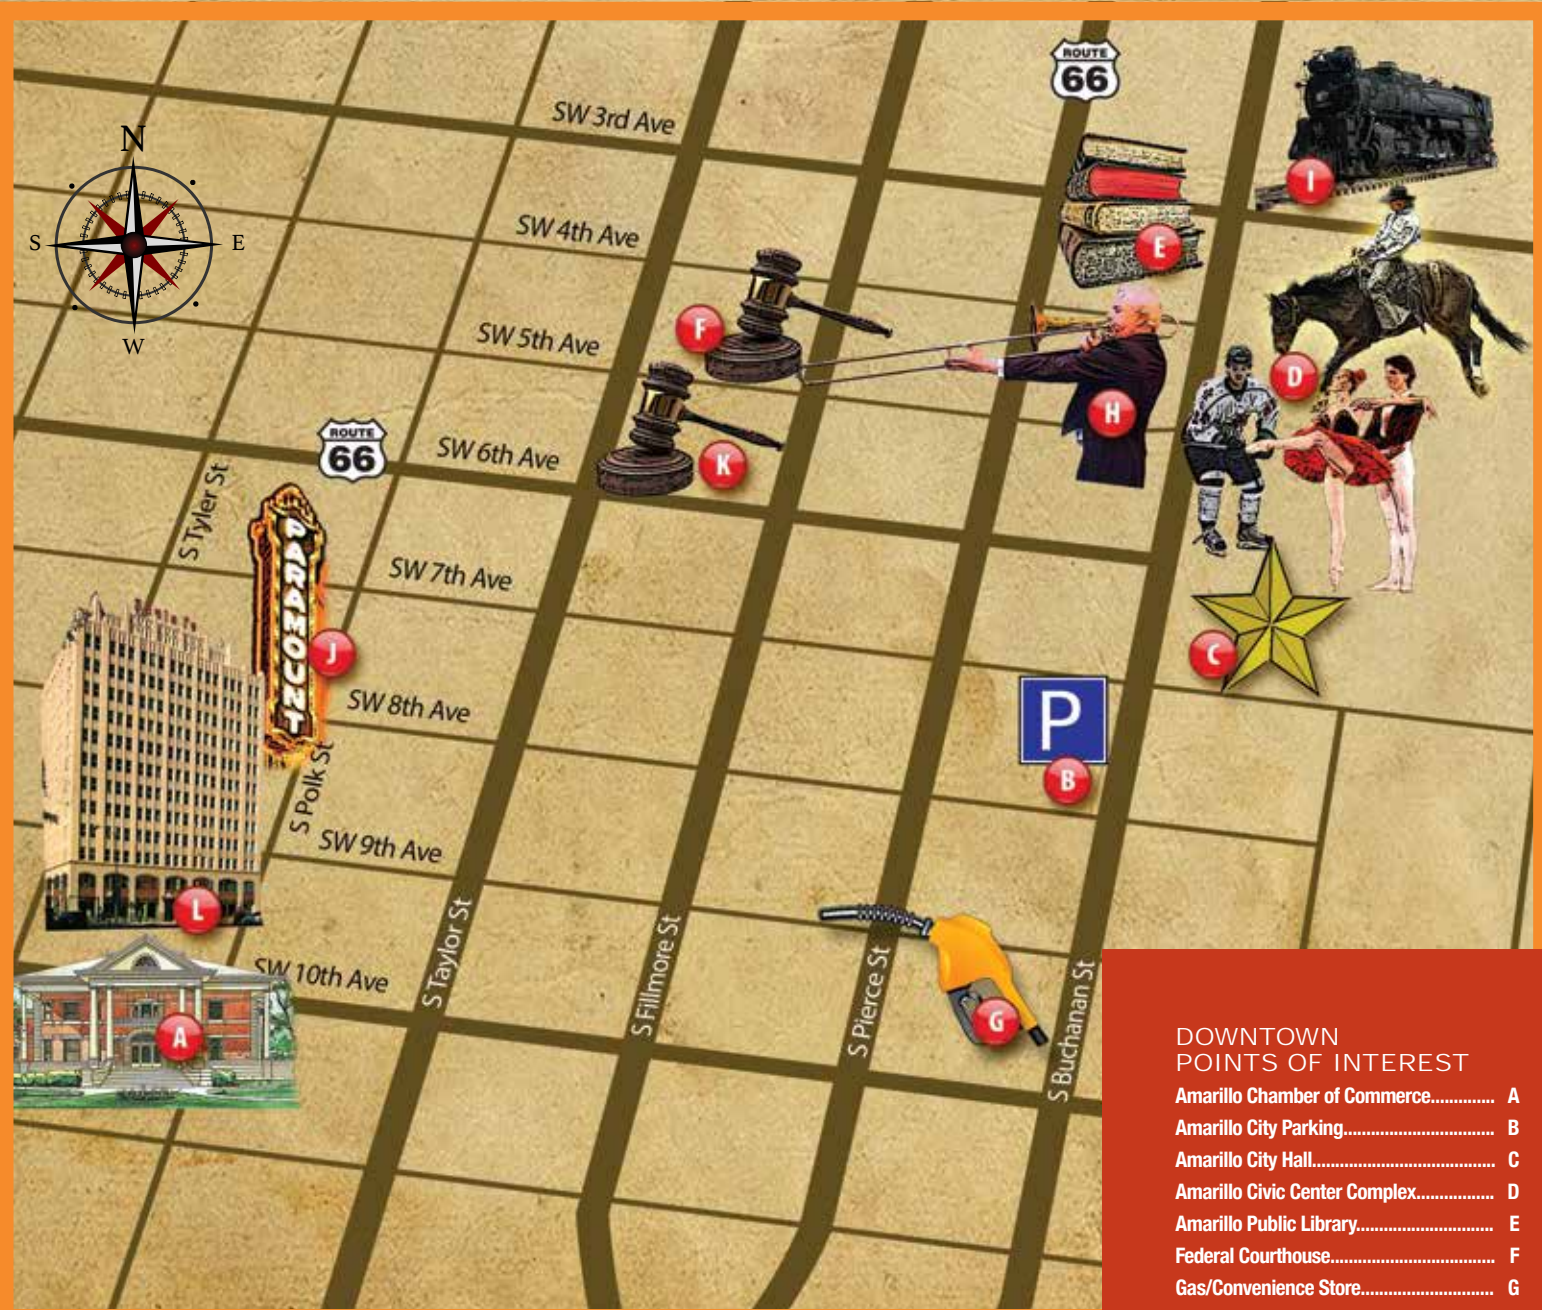 ROUTE
66
SW 3rd Ave
N
S
E
W
I
E
SW 4th Ave
F
SW 5th Ave
D
H
ROUTE
66
SW 6th Ave
K
S Tyler St
PARAMOUNT
SW 7th Ave
J
C
SW 8th Ave
P
B
S Polk St
SW 9th Ave
L
S Taylor St
S Fillmore St
S Pierce St
S Buchanan St
SW 10th Ave
G
A
DOWNTOWN
POINTS OF INTEREST
Amarillo Chamber of Commerce.............. A
Amarillo City Parking................................. B
Amarillo City Hall........................................ C
Amarillo Civic Center Complex................. D
Amarillo Public Library.............................. E
Federal Courthouse.................................... F
Gas/Convenience Store............................. G